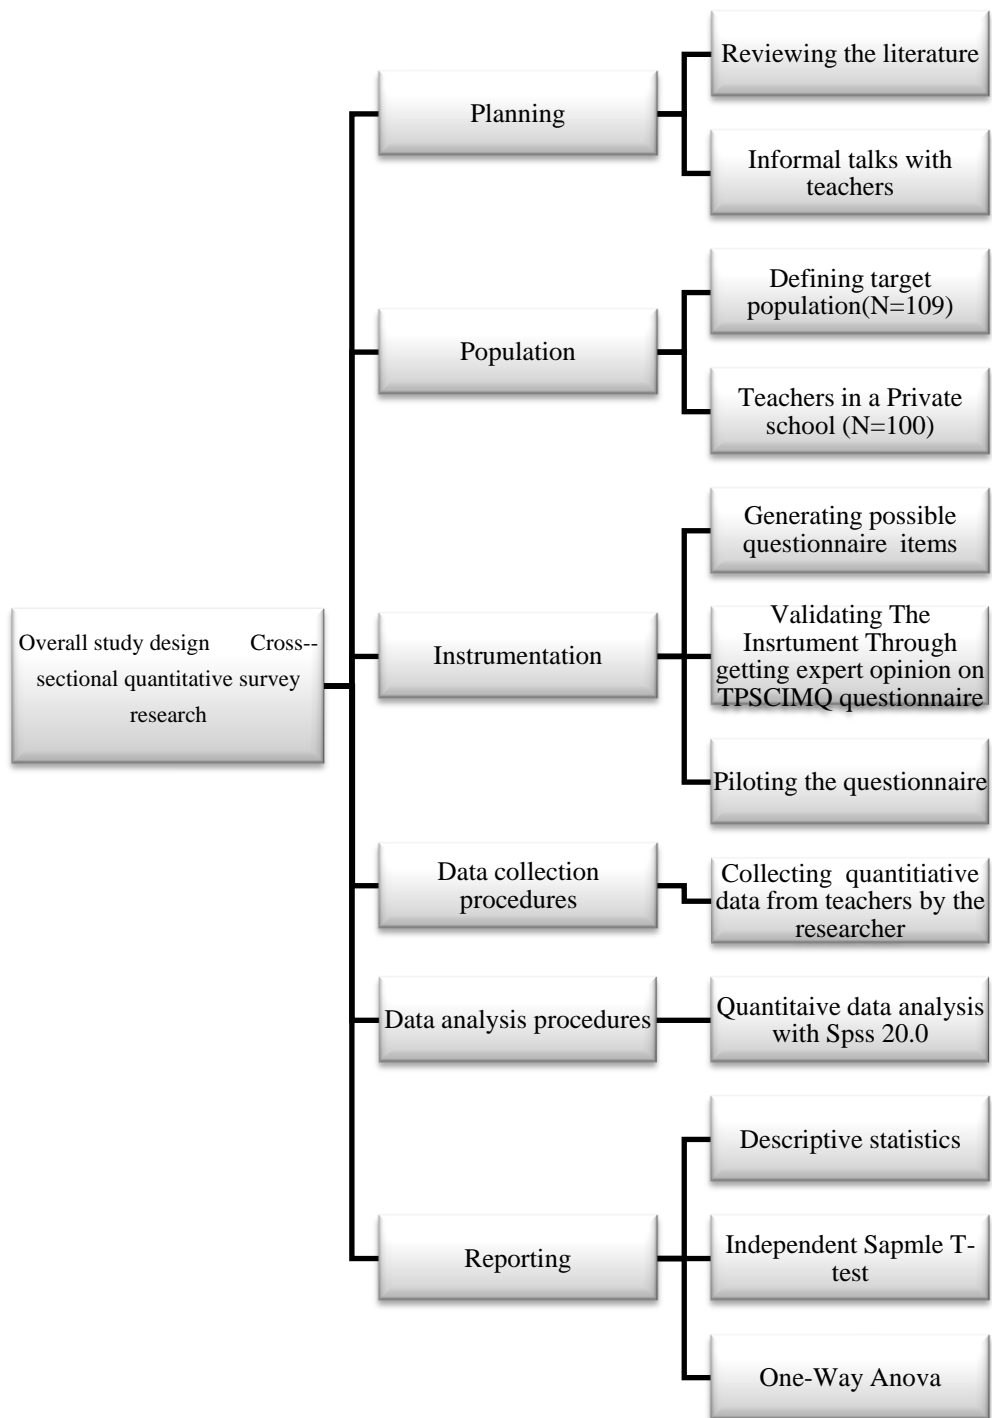 Overall study design Cross--
sectional quantitative survey
research
Planning
Reviewing the literature
Informal talks with
teachers
Population
Defining target
population(N=109)
Teachers in a Private
school (N=100)
Instrumentation
Generating possible
questionnaire items
Validating The
Insrtument Through
getting expert opinion on
TPSCIMQ questionnaire
Piloting the questionnaire
Data collection
procedures
Collecting quantitiative
data from teachers by the
researcher
Data analysis procedures
Quantitaive data analysis
with Spss 20.0
Reporting
Descriptive statistics
Independent Sapmle T-
test
One-Way Anova